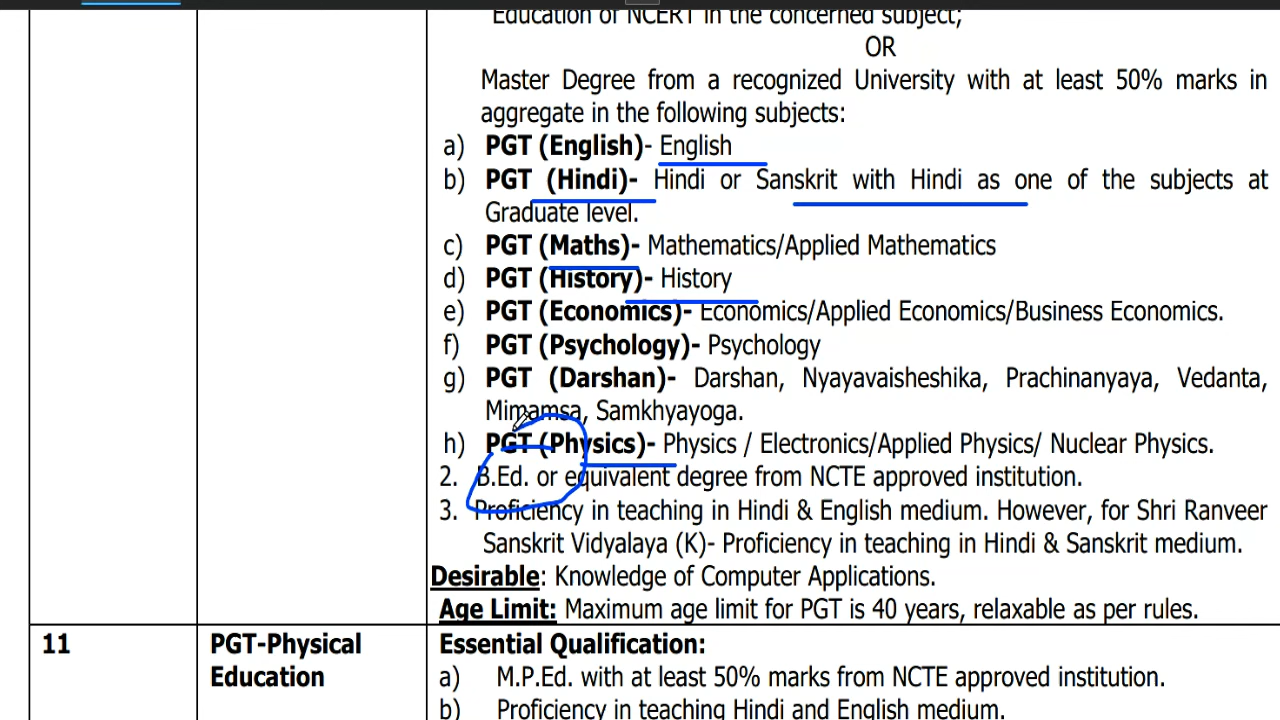 Education of NCERT in the concerned subject;
OR
Master Degree from a recognized University with at least 50% marks in
aggregate in the following subjects:
a) PGT (English)- English
b) PGT (Hindi)- Hindi or Sanskrit with Hindi as one of the subjects at
Graduate level.
c) PGT (Maths)- Mathematics/Applied Mathematics
d) PGT (History)- History
e) PGT (Economics)- Economics/Applied Economics/Business Economics.
f) PGT (Psychology)- Psychology
g) PGT (Darshan)- Darshan, Nyayavaisheshika, Prachinanyaya, Vedanta,
Mimamsa, Samkhyayoga.
h) PGT (Physics)- Physics / Electronics/Applied Physics/ Nuclear Physics.
2. B.Ed. or equivalent degree from NCTE approved institution.
3. Proficiency in teaching in Hindi & English medium. However, for Shri Ranveer
Sanskrit Vidyalaya (K)- Proficiency in teaching in Hindi & Sanskrit medium.
Desirable: Knowledge of Computer Applications.
Age Limit: Maximum age limit for PGT is 40 years, relaxable as per rules.
11 PGT-Physical Education
Essential Qualification:
a) M.P.Ed. with at least 50% marks from NCTE approved institution.
b) Proficiency in teaching Hindi and English medium.